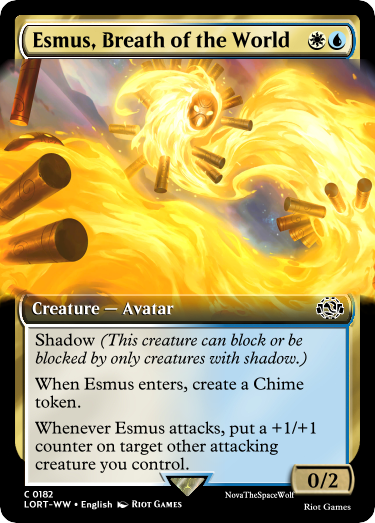 Esmus, Breath of the World
Creature — Avatar
Shadow (This creature can block or be
blocked by only creatures with shadow.)
When Esmus enters, create a Chime
token.
Whenever Esmus attacks, put a +1/+1
counter on target other attacking
creature you control.
0/2
C 0182
NovaTheSpaceWolf
LORT-WW • English Riot Games
Riot Games